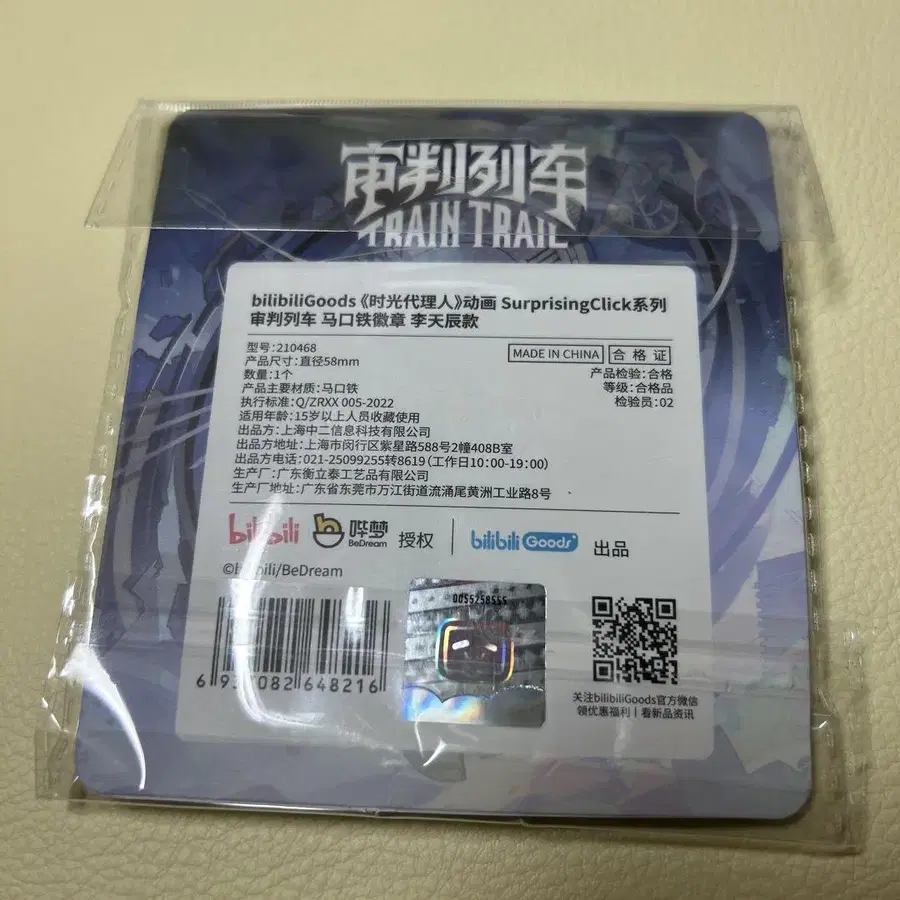 审判列车
TRAIN TRAIL
bilibiliGoods《时光代理人》动画 SurprisingClick系列
审判列车 马口铁徽章 李天辰款
型号:210468
产品尺寸:直径58mm
数量:1个
产品主要材质:马口铁
执行标准:Q/ZRXX 005-2022
适用年龄:15岁以上人员收藏使用
出品方:上海中二信息科技有限公司
出品方地址:上海市闵行区紫星路588号2幢408B室
出品方电话:021-25099255转8619(工作日10:00-19:00)
生产厂:广东衡立泰工艺品有限公司
生产厂地址:广东省东莞市万江街道流涌尾黄洲工业路8号
MADE IN CHINA 合格证
产品检验:合格
等级:合格品
检验员:02
bilibili 哔梦 BeDream 授权 bilibili Goods 出品
©bilibili/BeDream
0055258555
648216
关注bilibiliGoods官方微信
领优惠福利|看新品资讯